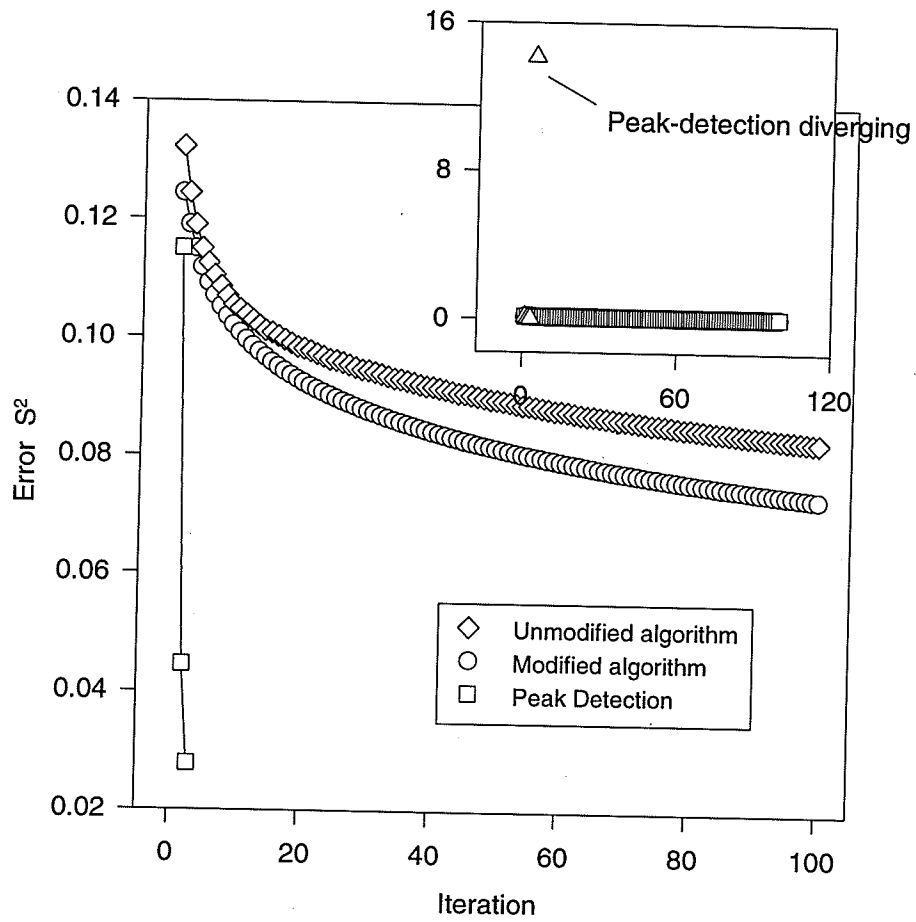 16
Peak-detection diverging
8
0
0 60 120
0.14
0.12
0.10
0.08
0.06
0.04
0.02
Error S²
Unmodified algorithm
Modified algorithm
Peak Detection
0 20 40 60 80 100
Iteration